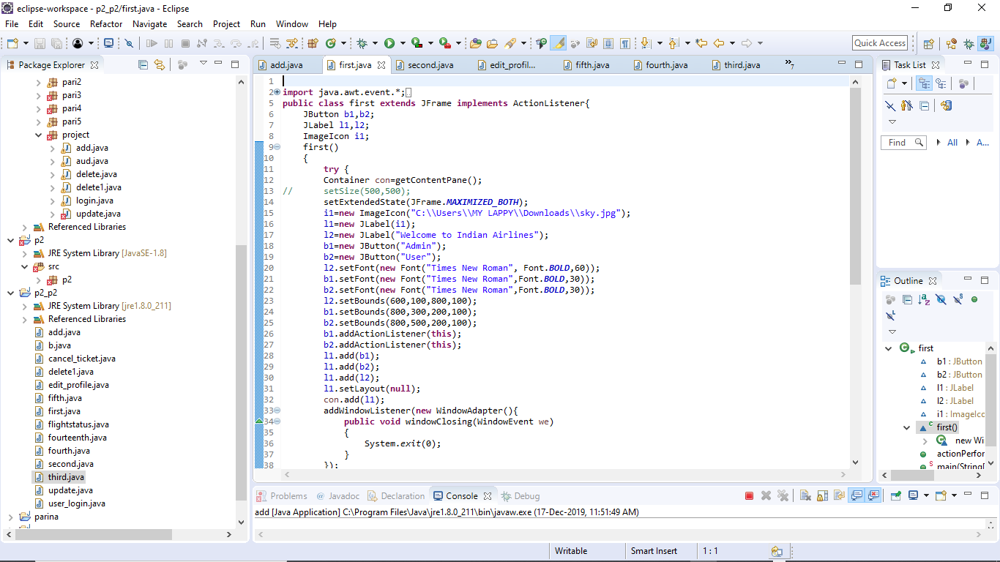 eclipse-workspace - p2_p2/first.java - Eclipse
File Edit Source Refactor Navigate Search Project Run Window Help
Quick Access
Package Explorer
pari2
pari3
pari4
pari5
project
add.java
aud.java
delete.java
delete1.java
login.java
update.java
Referenced Libraries
p2
JRE System Library [JavaSE-1.8]
src
p2
p2_p2
JRE System Library [jre1.8.0_211]
Referenced Libraries
add.java
b.java
cancel_ticket.java
delete1.java
edit_profile.java
fifth.java
first.java
flightstatus.java
fourteenth.java
fourth.java
second.java
third.java
update.java
user_login.java
parina
add.java first.java second.java edit_profil... fifth.java fourth.java third.java »7
1
2 import java.awt.event.*;
5 public class first extends JFrame implements ActionListener{
6 JButton b1,b2;
7 JLabel l1,l2;
8 ImageIcon i1;
9 first()
10 {
11 try {
12 Container con=getContentPane();
13 // setSize(500,500);
14 setExtendedState(JFrame.MAXIMIZED_BOTH);
15 i1=new ImageIcon("C:\\Users\\MY LAPPY\\Downloads\\sky.jpg");
16 l1=new JLabel(i1);
17 l2=new JLabel("Welcome to Indian Airlines");
18 b1=new JButton("Admin");
19 b2=new JButton("User");
20 l2.setFont(new Font("Times New Roman", Font.BOLD,60));
21 b1.setFont(new Font("Times New Roman",Font.BOLD,30));
22 b2.setFont(new Font("Times New Roman",Font.BOLD,30));
23 l2.setBounds(600,100,800,100);
24 b1.setBounds(800,300,200,100);
25 b2.setBounds(800,500,200,100);
26 b1.addActionListener(this);
27 b2.addActionListener(this);
28 l1.add(b1);
29 l1.add(b2);
30 l1.add(l2);
31 l1.setLayout(null);
32 con.add(l1);
33 addWindowListener(new WindowAdapter(){
34 public void windowClosing(WindowEvent we)
35 {
36 System.exit(0);
37 }
38 });
Task List
Find All A...
Outline
first
b1 : JButton
b2 : JButton
l1 : JLabel
l2 : JLabel
i1 : ImageIco
first()
new Wi
actionPerfor
main(String[
Problems @ Javadoc Declaration Console Debug
add [Java Application] C:\Program Files\Java\jre1.8.0_211\bin\javaw.exe (17-Dec-2019, 11:51:49 AM)
Writable Smart Insert 1 : 1